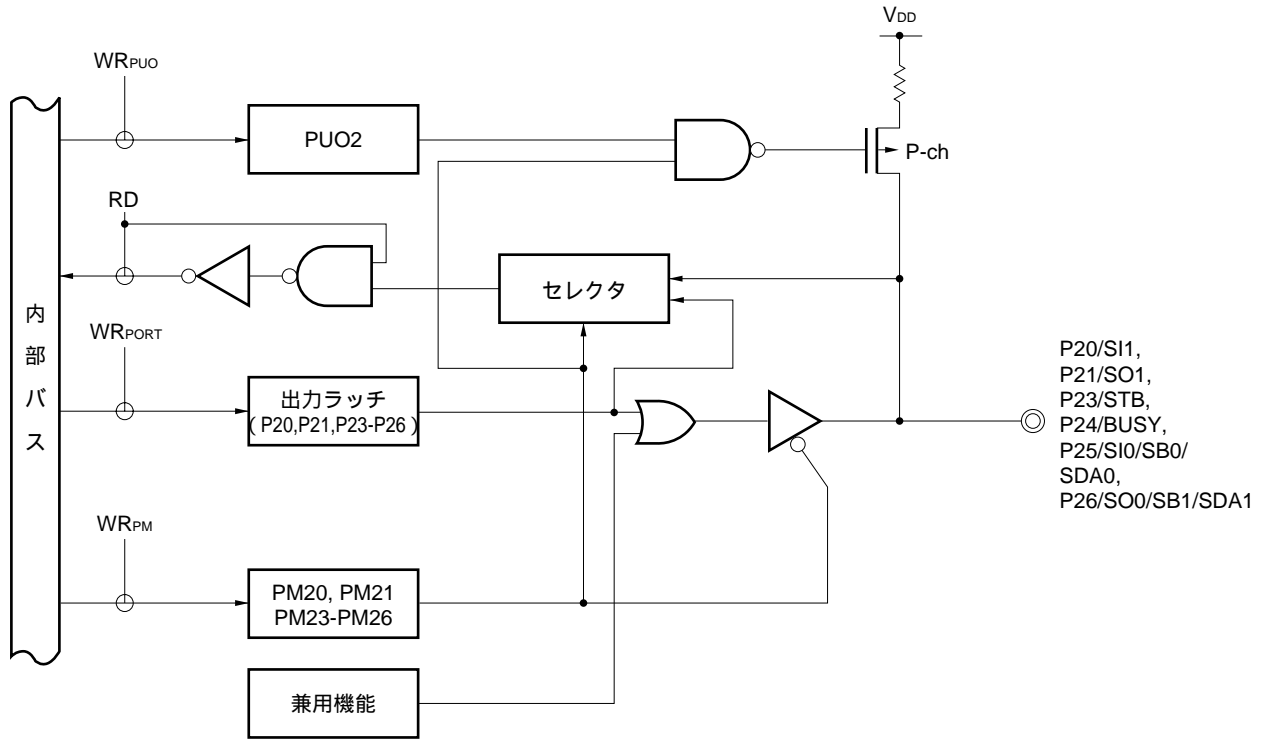 VDD
WRPUO
PUO2
P-ch
RD
セレクタ
内部バス
WRPORT
出力ラッチ
(P20,P21,P23-P26)
P20/SI1,
P21/SO1,
P23/STB,
P24/BUSY,
P25/SI0/SB0/
SDA0,
P26/SO0/SB1/SDA1
WRPM
PM20, PM21
PM23-PM26
兼用機能